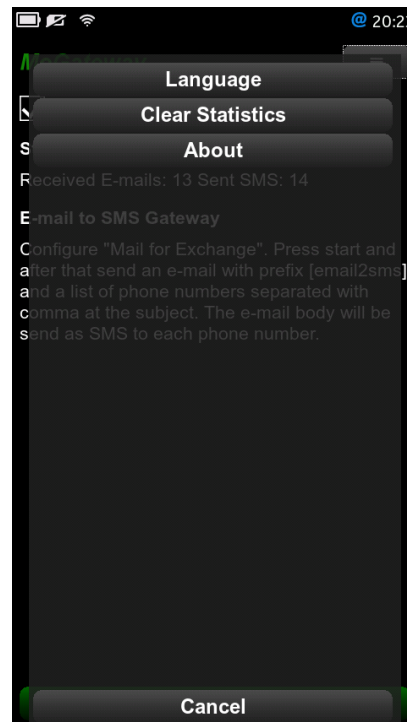 @ 20:2
MoGateway
Language
Clear Statistics
About
Received E-mails: 13 Sent SMS: 14
E-mail to SMS Gateway
Configure "Mail for Exchange". Press start and
after that send an e-mail with prefix [email2sms]
and a list of phone numbers separated with
comma at the subject. The e-mail body will be
send as SMS to each phone number.
Cancel